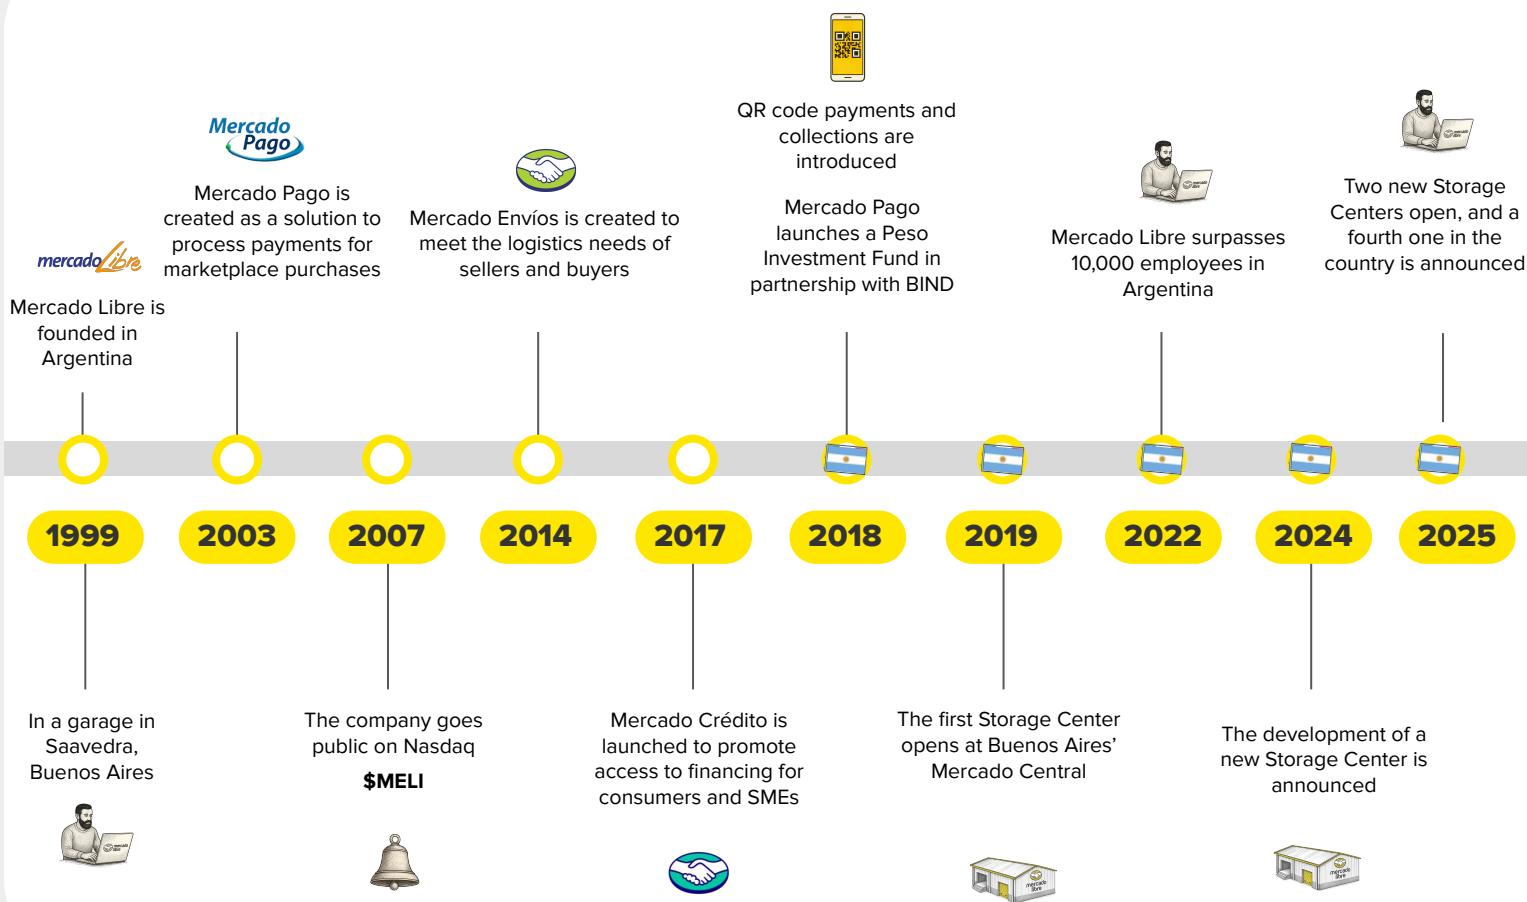 mercado libre
Mercado Libre is
founded in
Argentina
Mercado
Pago
Mercado Pago is
created as a solution to
process payments for
marketplace purchases
Mercado Envíos is created to
meet the logistics needs of
sellers and buyers
QR code payments and
collections are
introduced
Mercado Pago
launches a Peso
Investment Fund in
partnership with BIND
Mercado Libre surpasses
10,000 employees in
Argentina
Two new Storage
Centers open, and a
fourth one in the
country is announced
1999
2003
2007
2014
2017
2018
2019
2022
2024
2025
In a garage in
Saavedra,
Buenos Aires
The company goes
public on Nasdaq
$MELI
Mercado Crédito is
launched to promote
access to financing for
consumers and SMEs
The first Storage Center
opens at Buenos Aires’
Mercado Central
mercado
libre
The development of a
new Storage Center is
announced
mercado
libre